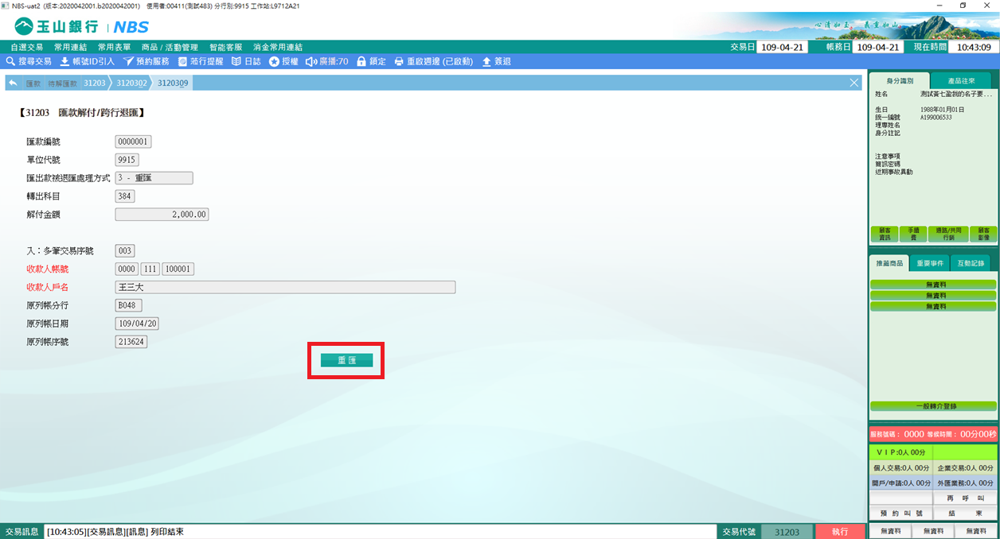 NBS-uat2 (版本:2020042001.b2020042001) 使用者:00411(測試483) 分行別:9915 工作站:L9712A21
玉山銀行 | NBS
心清如玉。義重如山
自選交易 常用連結 常用表單 商品 / 活動管理 智能客服 消金常用連結
交易日 109-04-21 帳務日 109-04-21 現在時間 10:43:09
搜尋交易 帳號ID引入 預約服務 蒞行提醒 日誌 授權 廣播:70 鎖定 重啟週邊 (已啟動) 簽退
匯款 待解匯款 31203 3120302 3120309
【31203 匯款解付/跨行退匯】
匯款編號 0000001
單位代號 9915
匯出款被退匯處理方式 3 - 重匯
轉出科目 384
解付金額 2,000.00
入：多筆交易序號 003
收款人帳號 0000 111 100001
收款人戶名 王三大
原列帳分行 B048
原列帳日期 109/04/20
原列帳序號 213624
重匯
身分識別 產品往來
姓名 測試黃七盈我的名子要...
生日 1988年01月01日
統一編號 A199006533
理專姓名
身分註記
注意事項
簡訊密碼
近期事故異動
顧客資訊 手續費 通路/共同行銷 顧客影像
推薦商品 重要事件 互動記錄
無資料
無資料
無資料
一般轉介登錄
服務號碼： 0000 等候時間： 00分00秒
ＶＩＰ:0人 00分
個人交易:0人 00分 企業交易:0人 00分
開戶/申請:0人 00分 外匯業務:0人 00分
再 呼 叫
預 約 叫 號 結 束
交易訊息 [10:43:05][交易訊息][訊息] 列印結束 交易代號 31203 執行 無資料 無資料 無資料